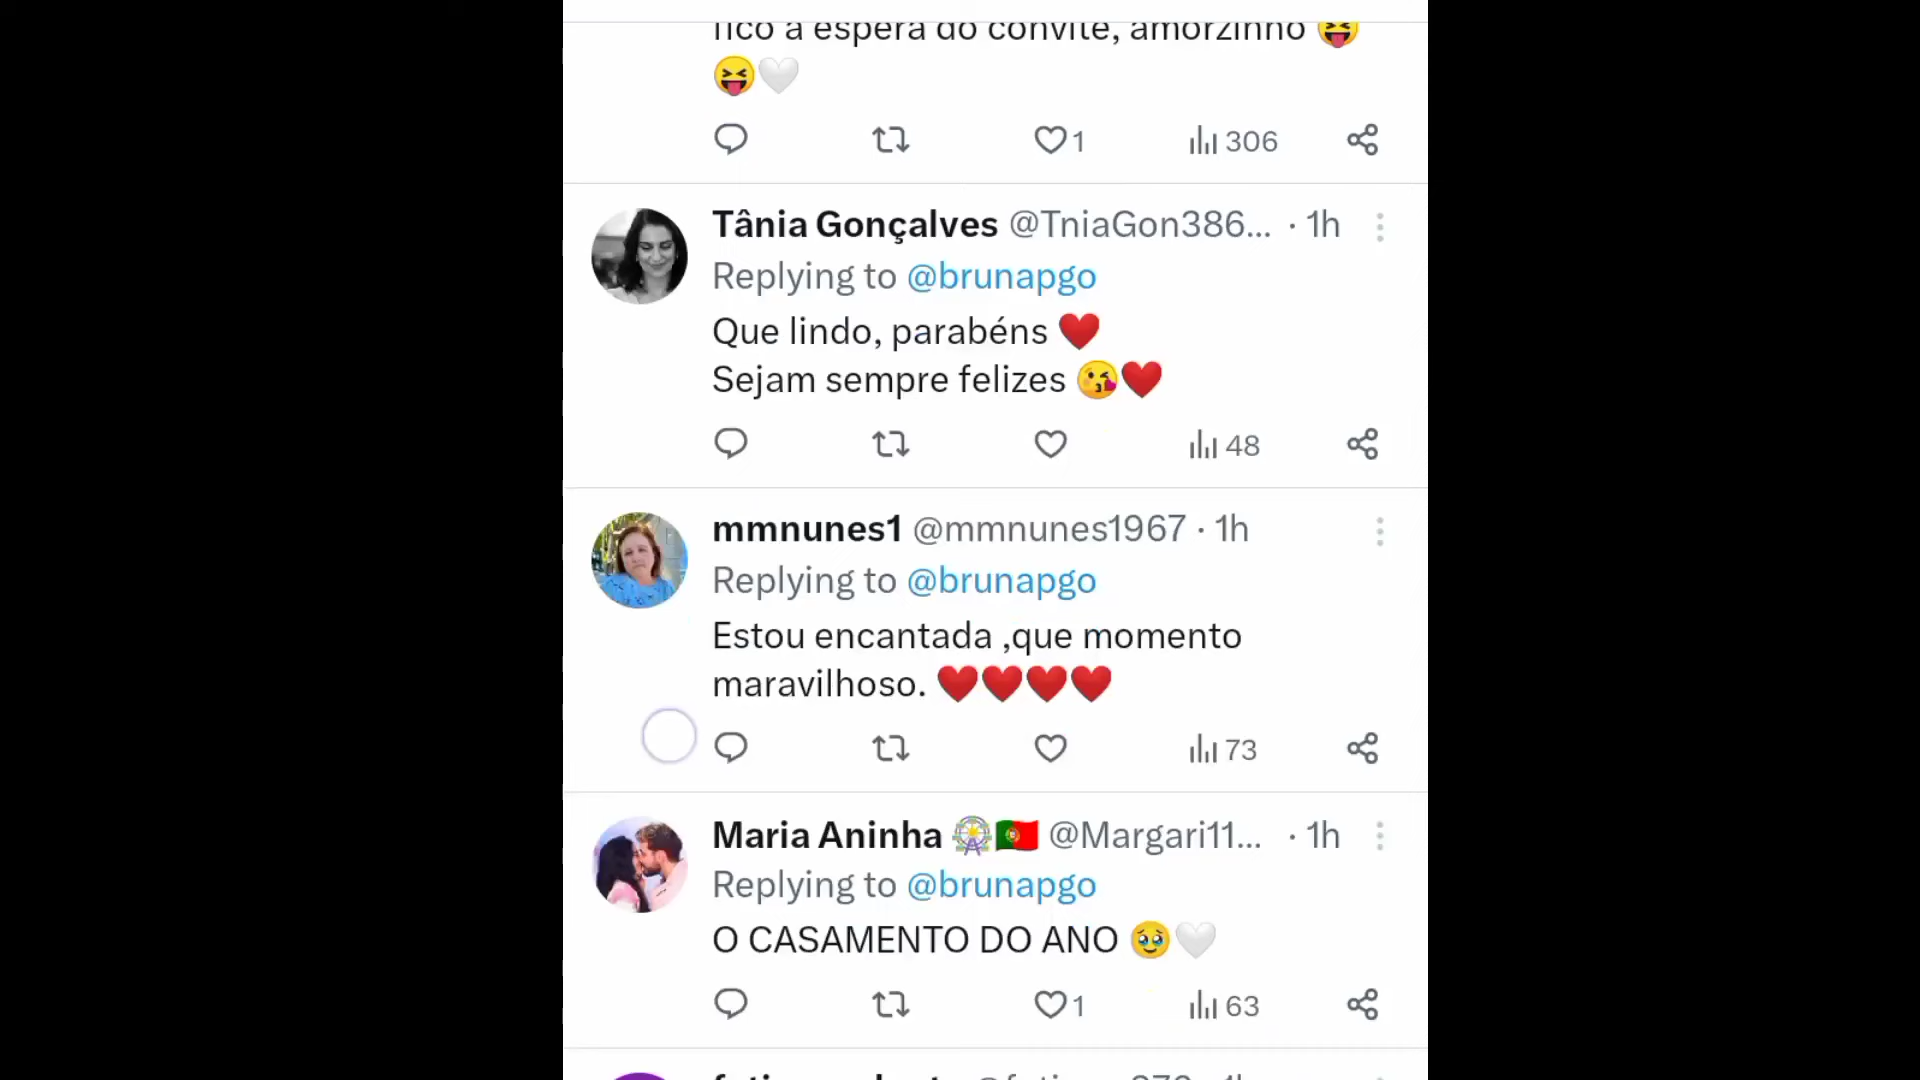 fico à espera do convite, amorzinho 😝
😝🤍
1
306
Tânia Gonçalves @TniaGon386... · 1h
Replying to @brunapgo
Que lindo, parabéns ❤️
Sejam sempre felizes 😘❤️
48
mmnunes1 @mmnunes1967 · 1h
Replying to @brunapgo
Estou encantada ,que momento
maravilhoso. ❤️❤️❤️❤️
73
Maria Aninha 🎡🇵🇹 @Margari11... · 1h
Replying to @brunapgo
O CASAMENTO DO ANO 🥹🤍
1
63